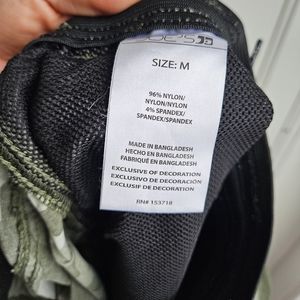 SIZE: M
96% NYLON/
NYLON/NYLON
4% SPANDEX/
SPANDEX/SPANDEX
MADE IN BANGLADESH
HECHO EN BANGLADESH
FABRIQUÉ EN BANGLADESH
EXCLUSIVE OF DECORATION
EXCLUSIVO DE DECORACIÓN
EXCLUSIF DE DECORATION
RN# 153718